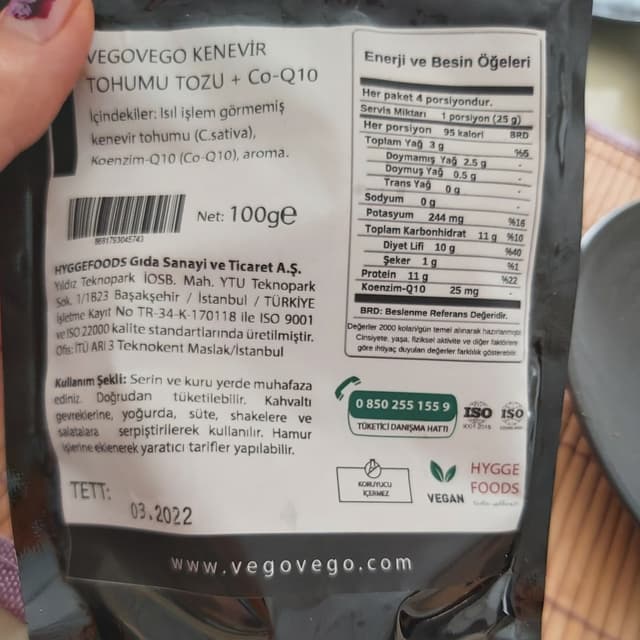 VEGOVEGO KENEVİR
TOHUMU TOZU + Co-Q10
İçindekiler: Isıl işlem görmemiş
kenevir tohumu (C.sativa),
Koenzim-Q10 (Co-Q10), aroma.
8681793045743
Net: 100g℮
HYGGEFOODS Gıda Sanayi ve Ticaret A.Ş.
Yıldız Teknopark İOSB. Mah. YTU Teknopark
Sok. 1/1B23 Başakşehir / İstanbul / TÜRKİYE
İşletme Kayıt No TR-34-K-170118 ile ISO 9001
ve ISO 22000 kalite standartlarında üretilmiştir.
Ofis: İTÜ ARI 3 Teknokent Maslak/İstanbul
Kullanım Şekli: Serin ve kuru yerde muhafaza
ediniz. Doğrudan tüketilebilir. Kahvaltı
gevreklerine, yoğurda, süte, shakelere ve
salatalara serpiştirilerek kullanılır. Hamur
işlerine eklenerek yaratıcı tarifler yapılabilir.
TETT:
03.2022
Enerji ve Besin Öğeleri
Her paket 4 porsiyondur.
Servis Miktarı 1 porsiyon (25 g)
Her porsiyon 95 kalori BRD
Toplam Yağ 3 g %5
Doymamış Yağ 2.5 g -
Doymuş Yağ 0.5 g -
Trans Yağ 0 g -
Sodyum 0 g -
Potasyum 244 mg %16
Toplam Karbonhidrat 11 g %10
Diyet Lifi 10 g %40
Şeker 1 g %1
Protein 11 g %22
Koenzim-Q10 25 mg -
BRD: Beslenme Referans Değeridir.
Değerler 2000 kolari/gün temel alınarak hazırlanmıştır.
Cinsiyete, yaşa, fiziksel aktivite ve diğer faktörlere
göre ihtiyaç duyulan değerler farklılık gösterebilir.
0 850 255 155 9
TÜKETİCİ DANIŞMA HATTI
ISO
ISO
KORUYUCU
İÇERMEZ
VEGAN
HYGGE
FOODS
www.vegovego.com